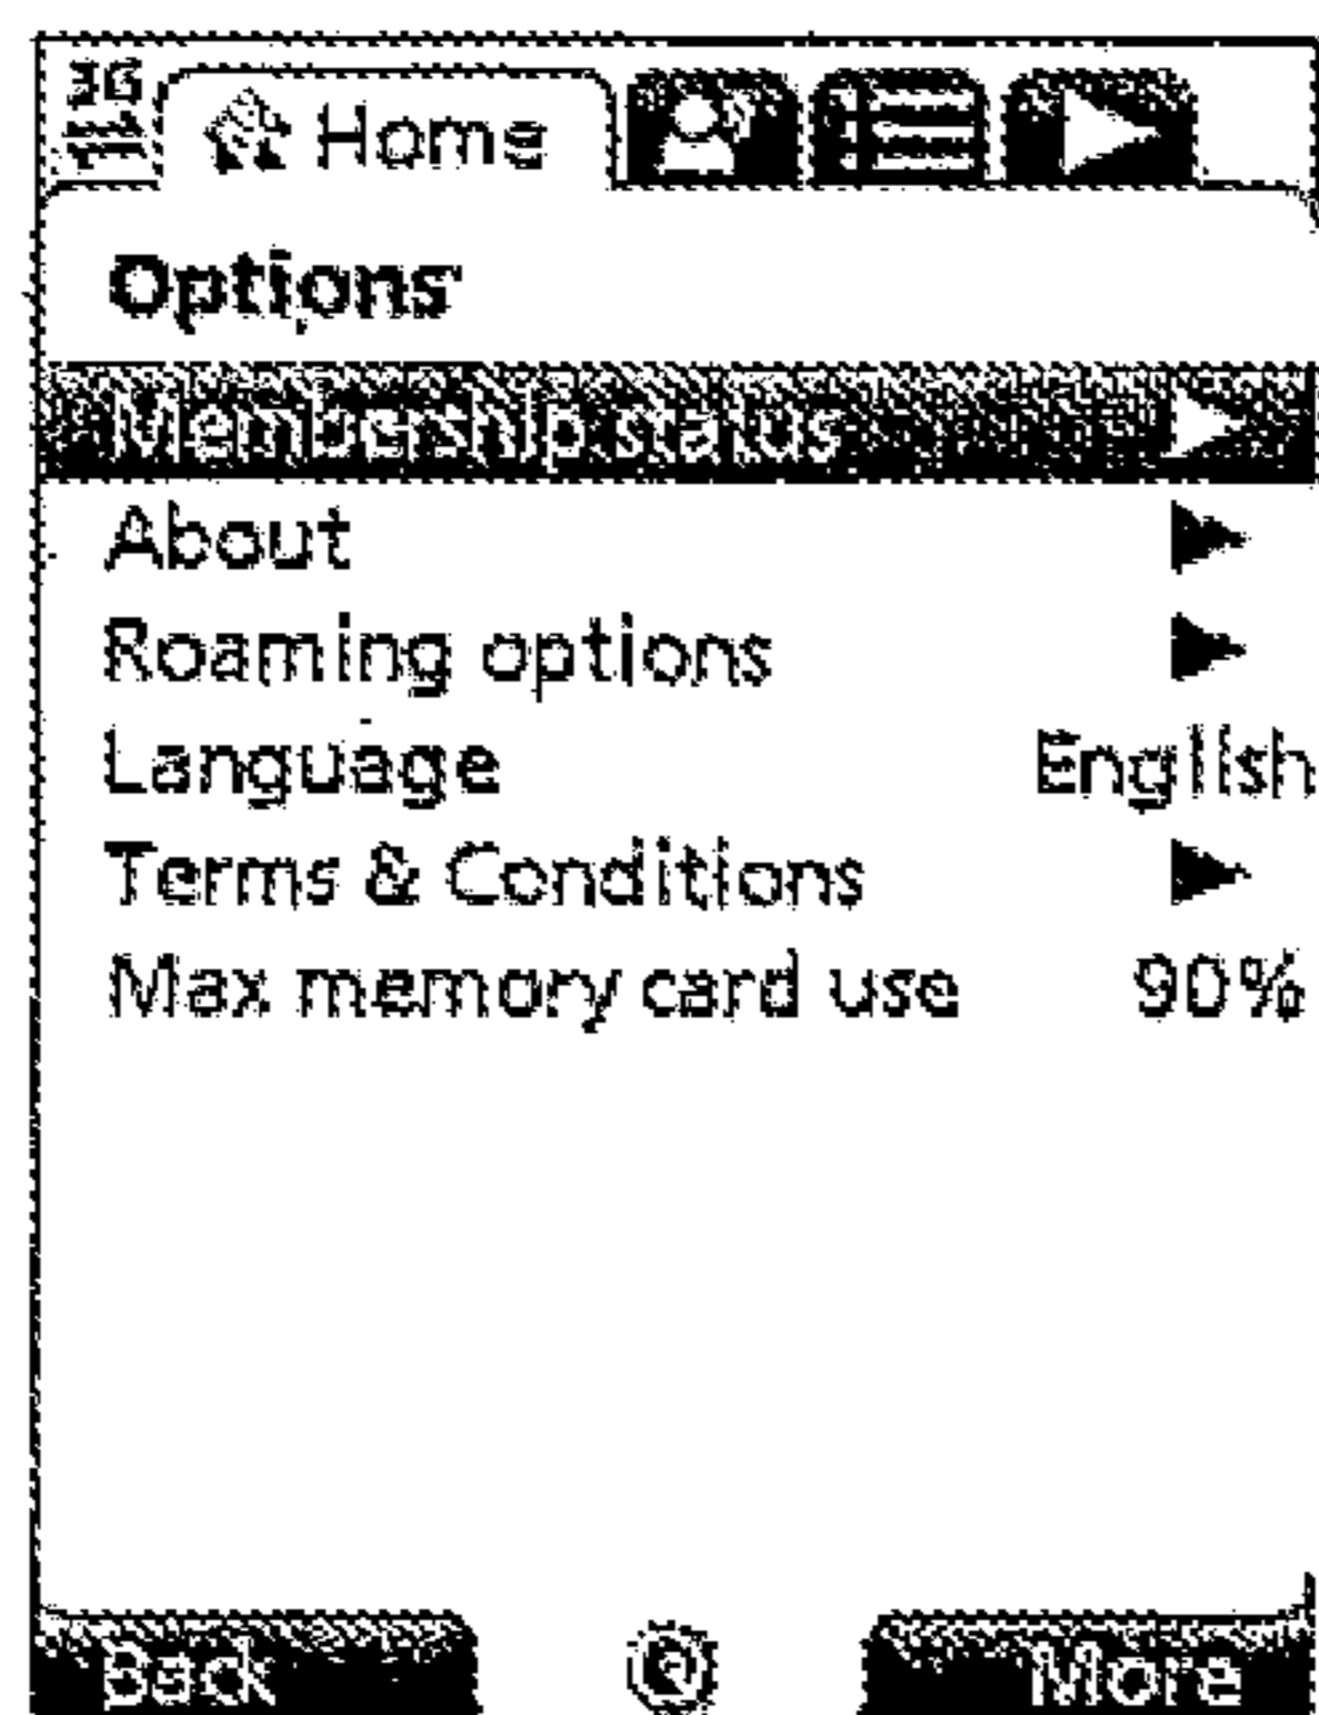 3G Home
Options
Membership status
About
Roaming options
Language English
Terms & Conditions
Max memory card use 90%
Back More